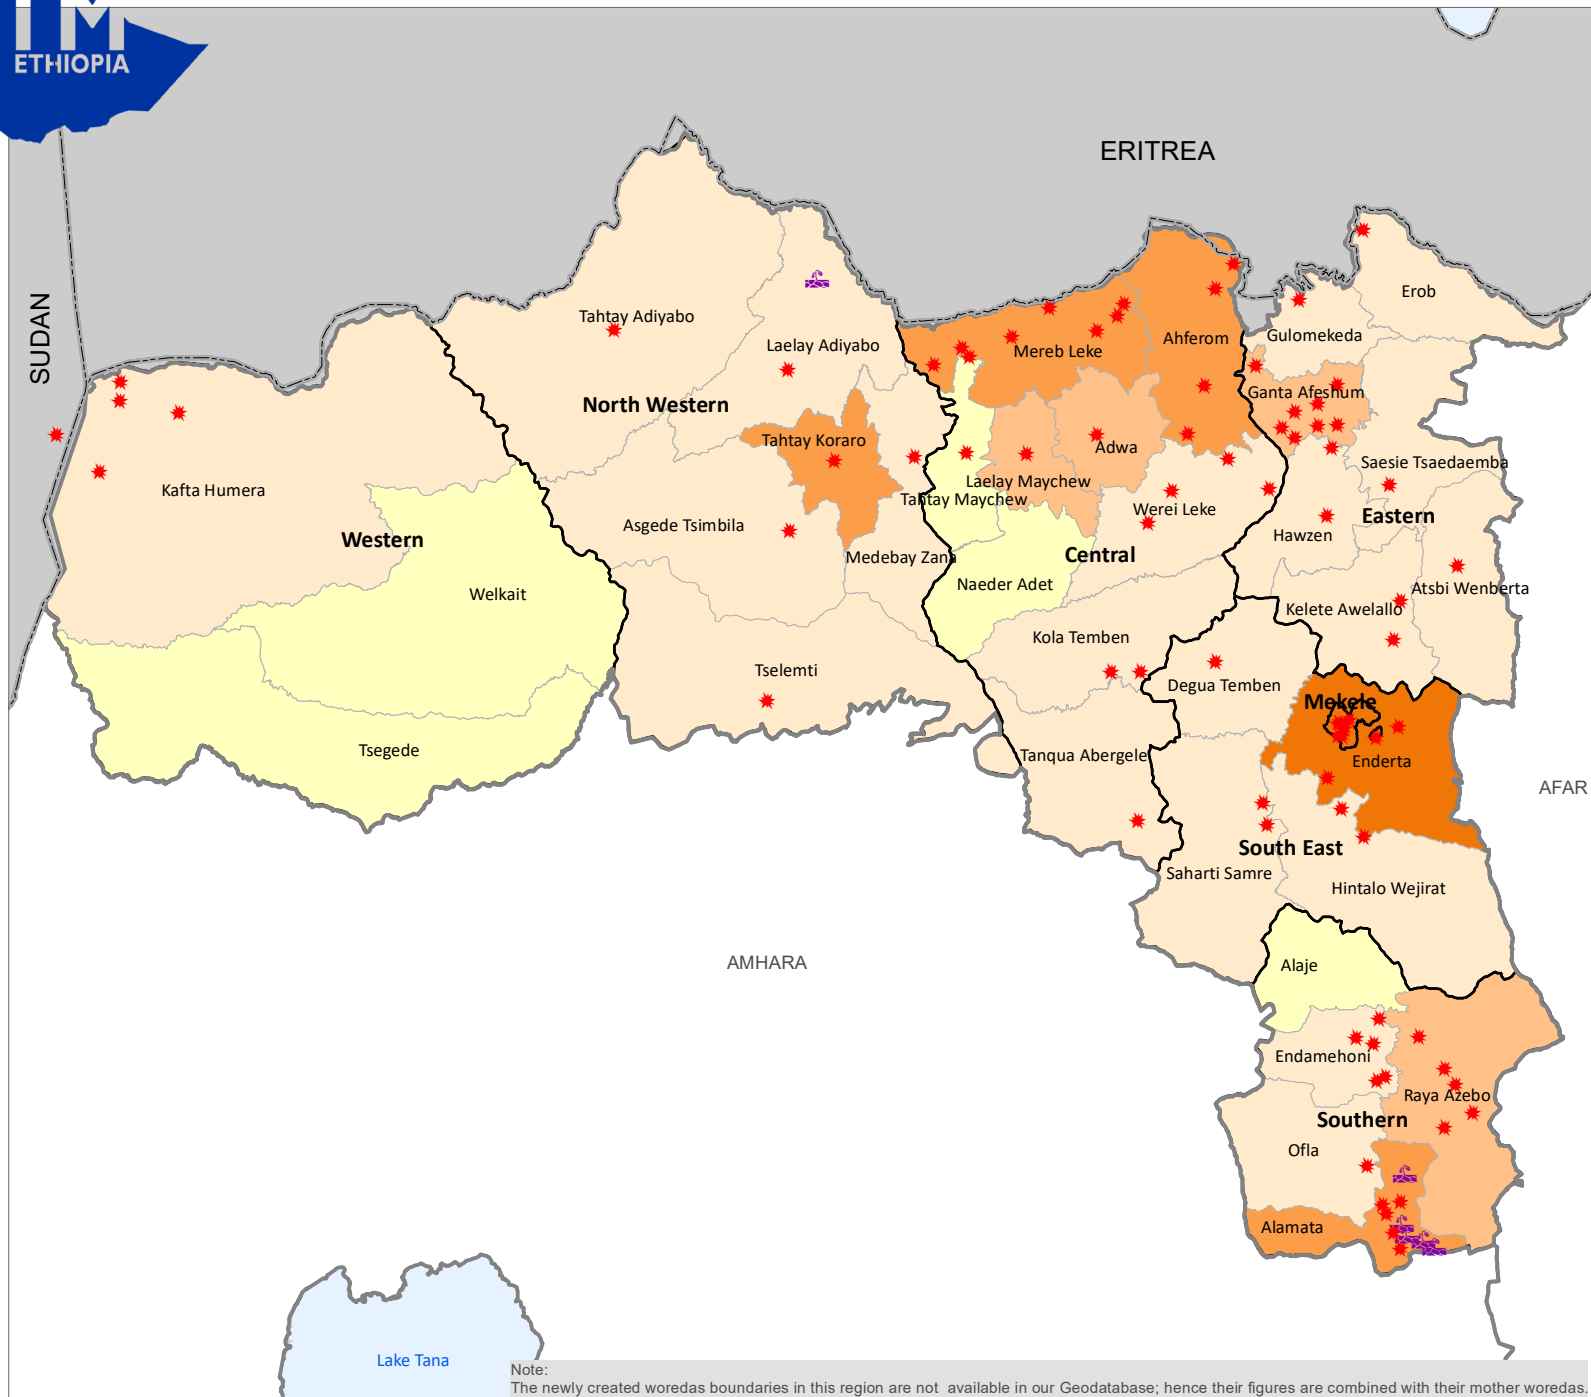 ETHIOPIA
ERITREA
SUDAN
Erob
Tahtay Adiyabo
Gulomekeda
Laelay Adiyabo
Mereb Leke
Ahferom
Ganta Afeshum
North Western
Tahtay Koraro
Adwa
Saesie Tsaedaemba
Kafta Humera
Laelay Maychew
Tahtay Maychew
Werei Leke
Eastern
Asgede Tsimbila
Hawzen
Western
Medebay Zana
Central
Naeder Adet
Atsbi Wenberta
Welkait
Kelete Awelallo
Kola Temben
Tselemti
Degua Temben
Mekele
Tsegede
Tanqua Abergele
Enderta
AFAR
South East
Saharti Samre
Hintalo Wejirat
AMHARA
Alaje
Endamehoni
Raya Azebo
Southern
Ofla
Alamata
Lake Tana
Note:
The newly created woredas boundaries in this region are not available in our Geodatabase; hence their figures are combined with their mother woredas.